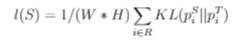 l(S) = 1/(W * H) ∑_{i∈R} KL(p_i^S||p_i^T)